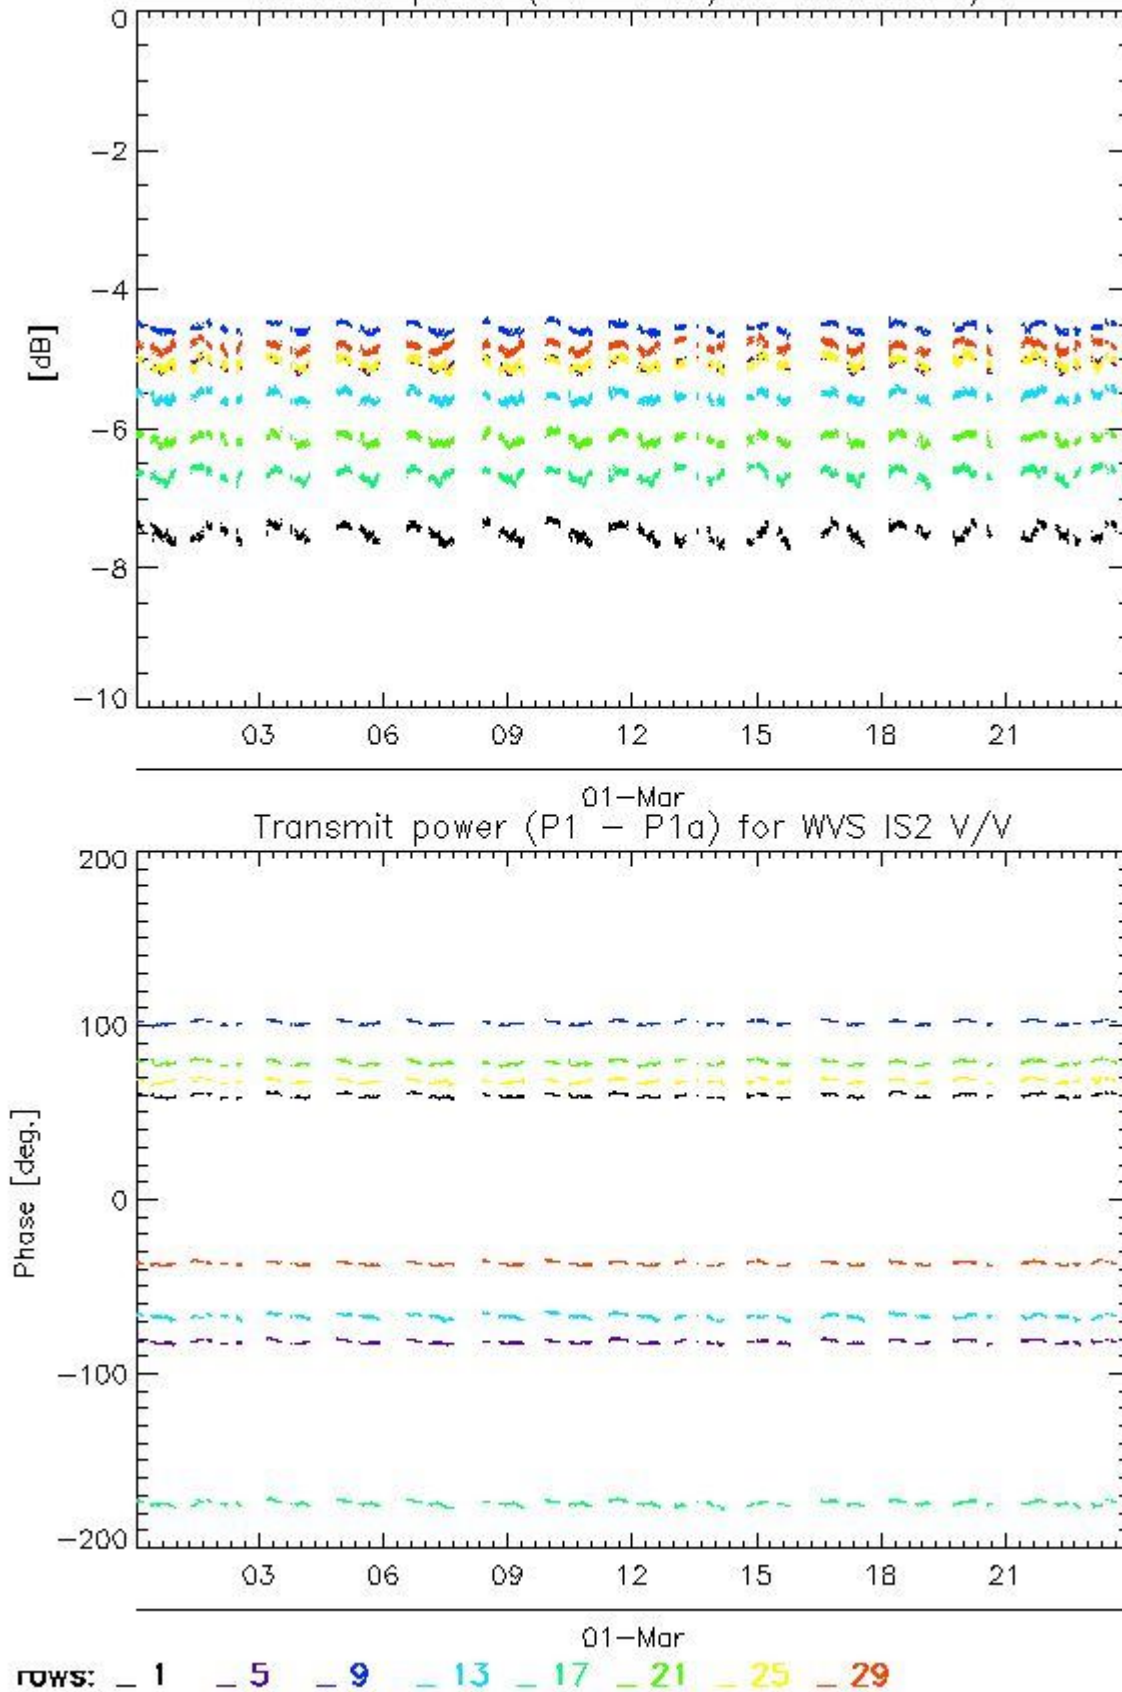 0
-2
-4
[dB]
-6
-8
-10
03 06 09 12 15 18 21
01-Mar
Transmit power (P1 - P1a) for WVS IS2 V/V
200
100
Phase [deg.]
0
-100
-200
03 06 09 12 15 18 21
01-Mar
rows: _ 1 _ 5 _ 9 _ 13 _ 17 _ 21 _ 25 _ 29